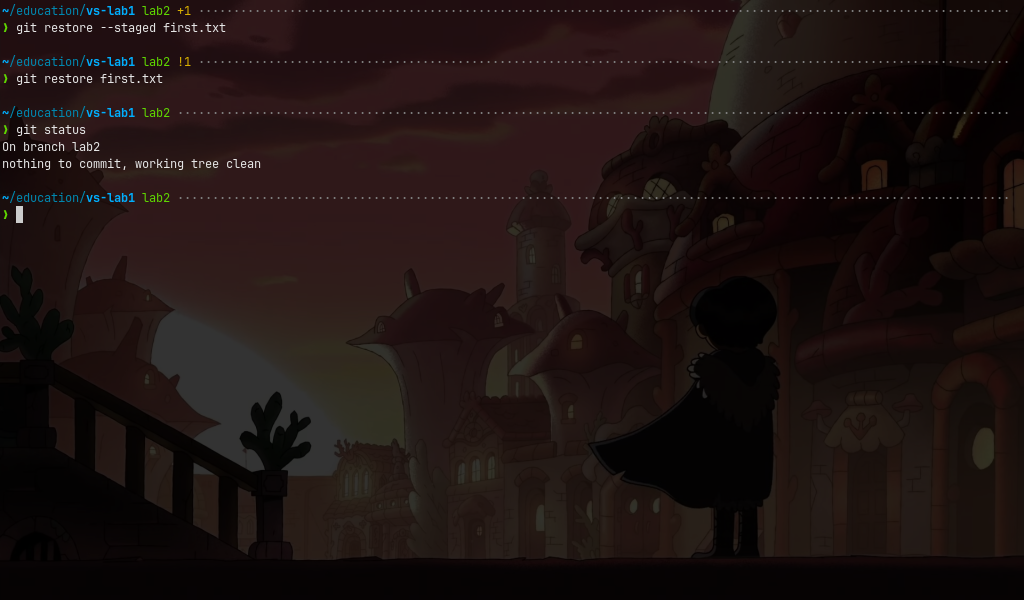 ~/education/vs-lab1 lab2 +1
❯ git restore --staged first.txt
~/education/vs-lab1 lab2 !1
❯ git restore first.txt
~/education/vs-lab1 lab2
❯ git status
On branch lab2
nothing to commit, working tree clean
~/education/vs-lab1 lab2
❯